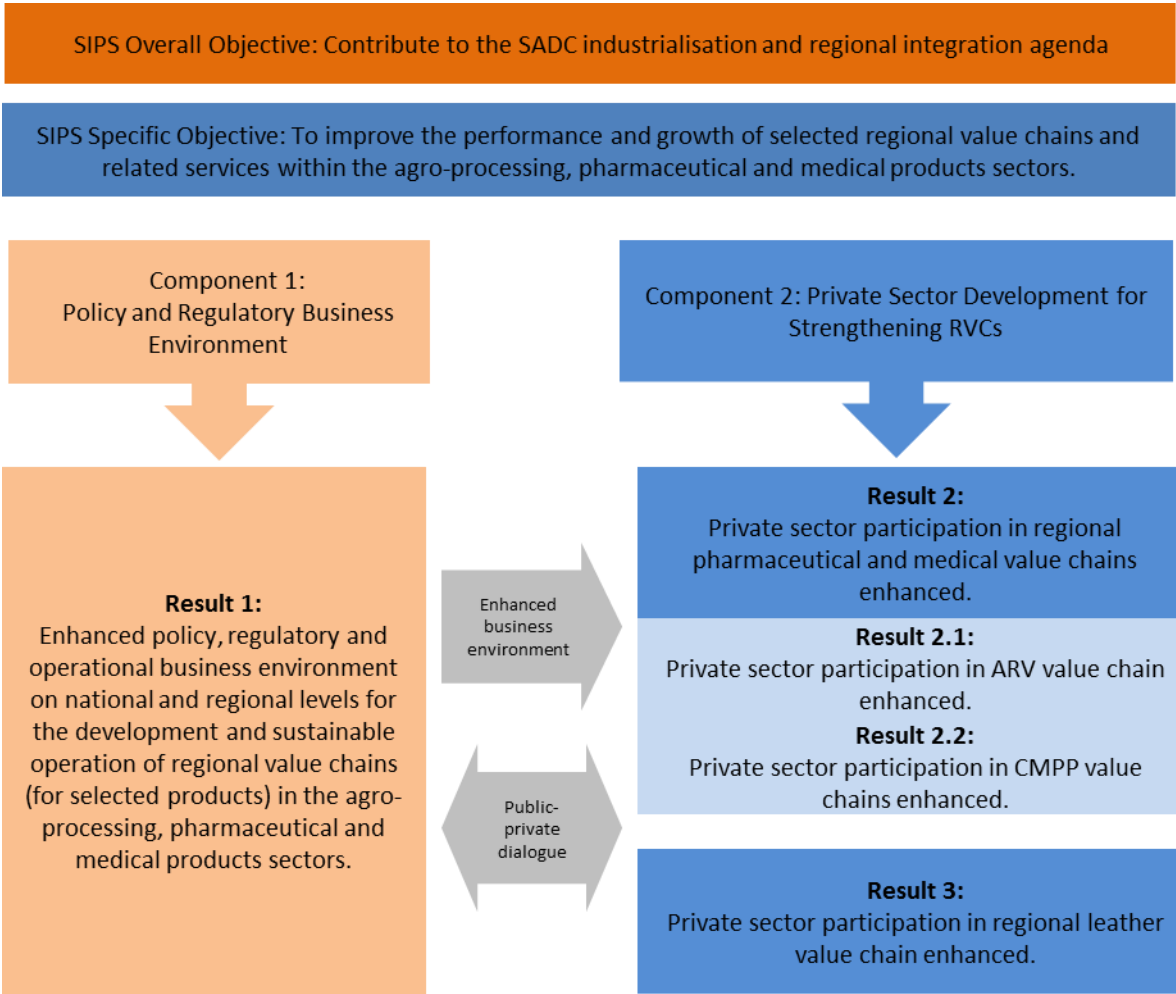 SIPS Overall Objective: Contribute to the SADC industrialisation and regional integration agenda
SIPS Specific Objective: To improve the performance and growth of selected regional value chains and
related services within the agro-processing, pharmaceutical and medical products sectors.
Component 1:
Policy and Regulatory Business
Environment
Component 2: Private Sector Development for
Strengthening RVCs
Result 1:
Enhanced policy, regulatory and
operational business environment
on national and regional levels for
the development and sustainable
operation of regional value chains
(for selected products) in the agro-
processing, pharmaceutical and
medical products sectors.
Enhanced
business
environment
Public-
private
dialogue
Result 2:
Private sector participation in regional
pharmaceutical and medical value chains
enhanced.
Result 2.1:
Private sector participation in ARV value chain
enhanced.
Result 2.2:
Private sector participation in CMPP value
chains enhanced.
Result 3:
Private sector participation in regional leather
value chain enhanced.